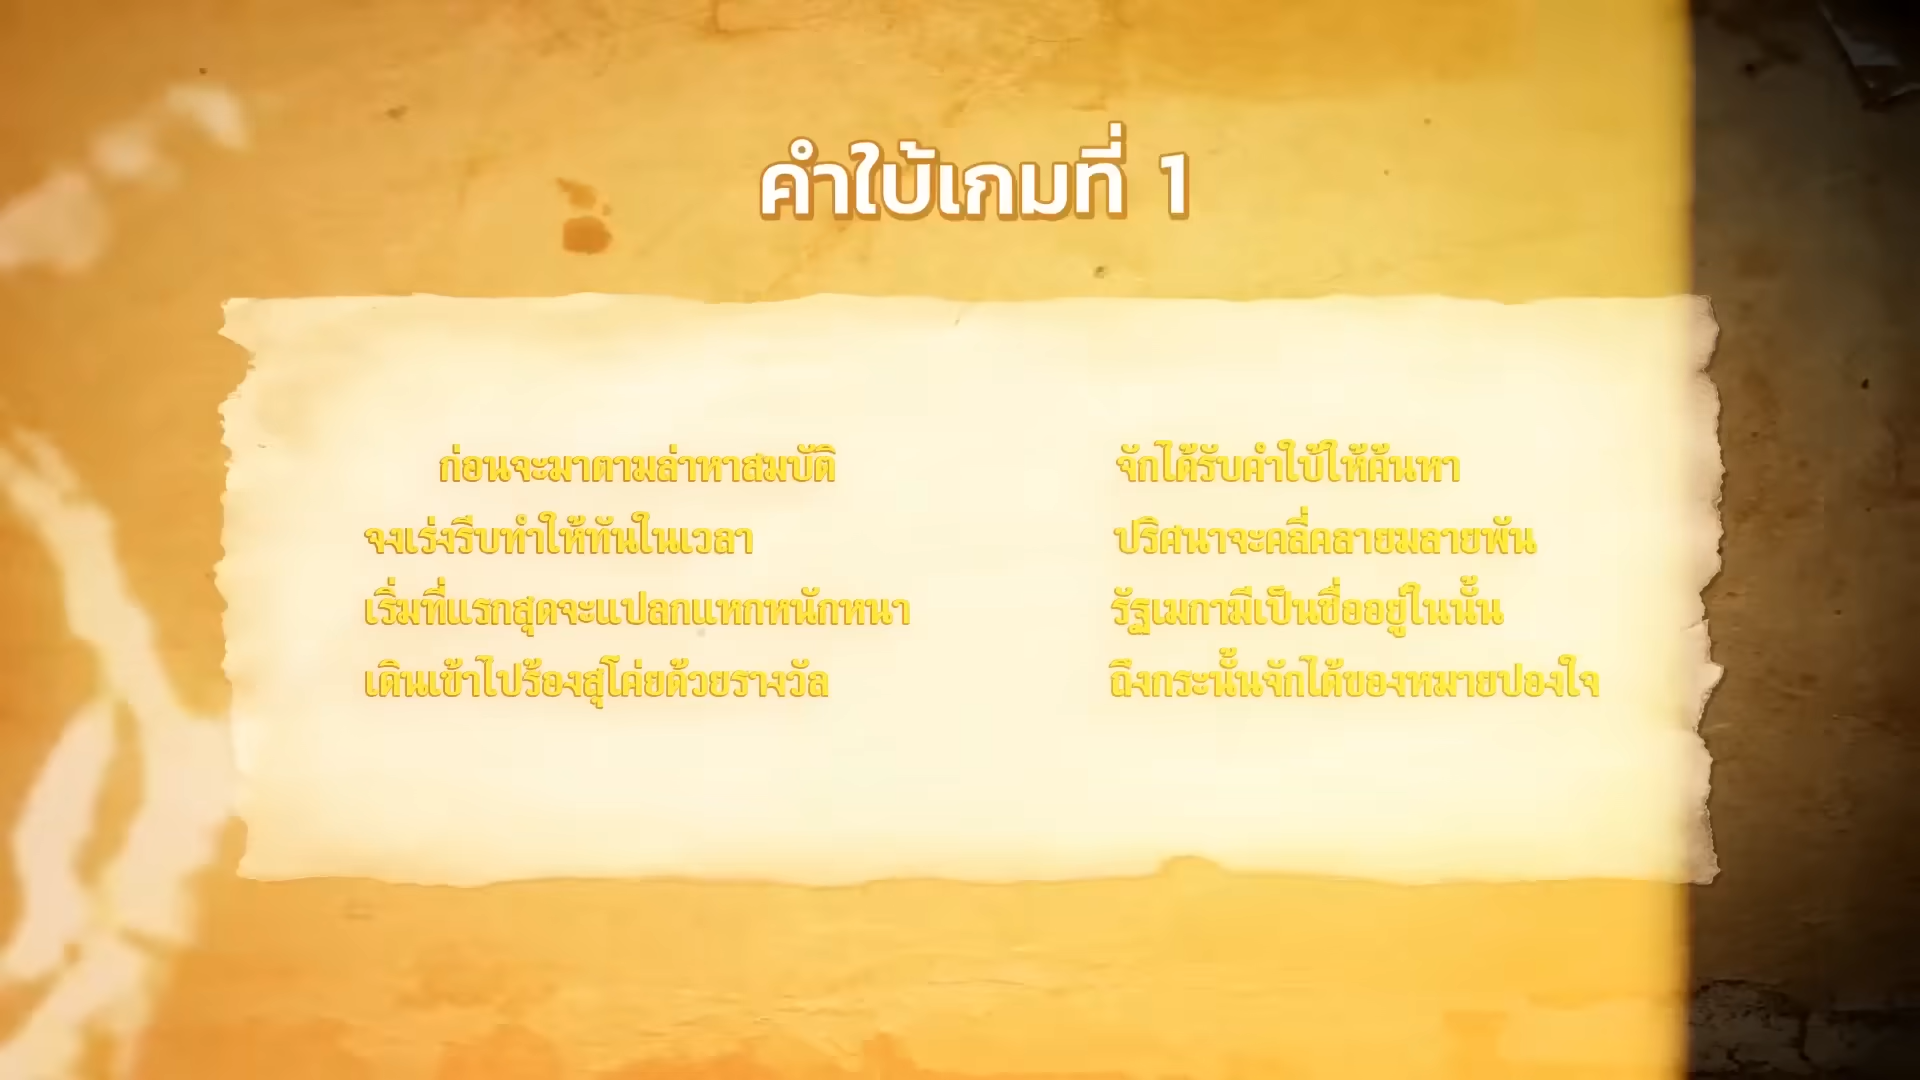 คำใบ้เกมที่ 1
ก่อนจะมาตามล่าหาสมบัติ จักได้รับคำใบ้ให้ค้นหา
จงเร่งรีบทำให้ทันในเวลา ปริศนาจะคลี่คลายมลายพัน
เริ่มที่แรกสุดจะแปลกแหกหนักหนา รัฐเมกามีเป็นชื่ออยู่ในนั้น
เดินเข้าไปร้องสุโค่ยด้วยรางวัล ถึงกระนั้นจักได้ของหมายปองใจ